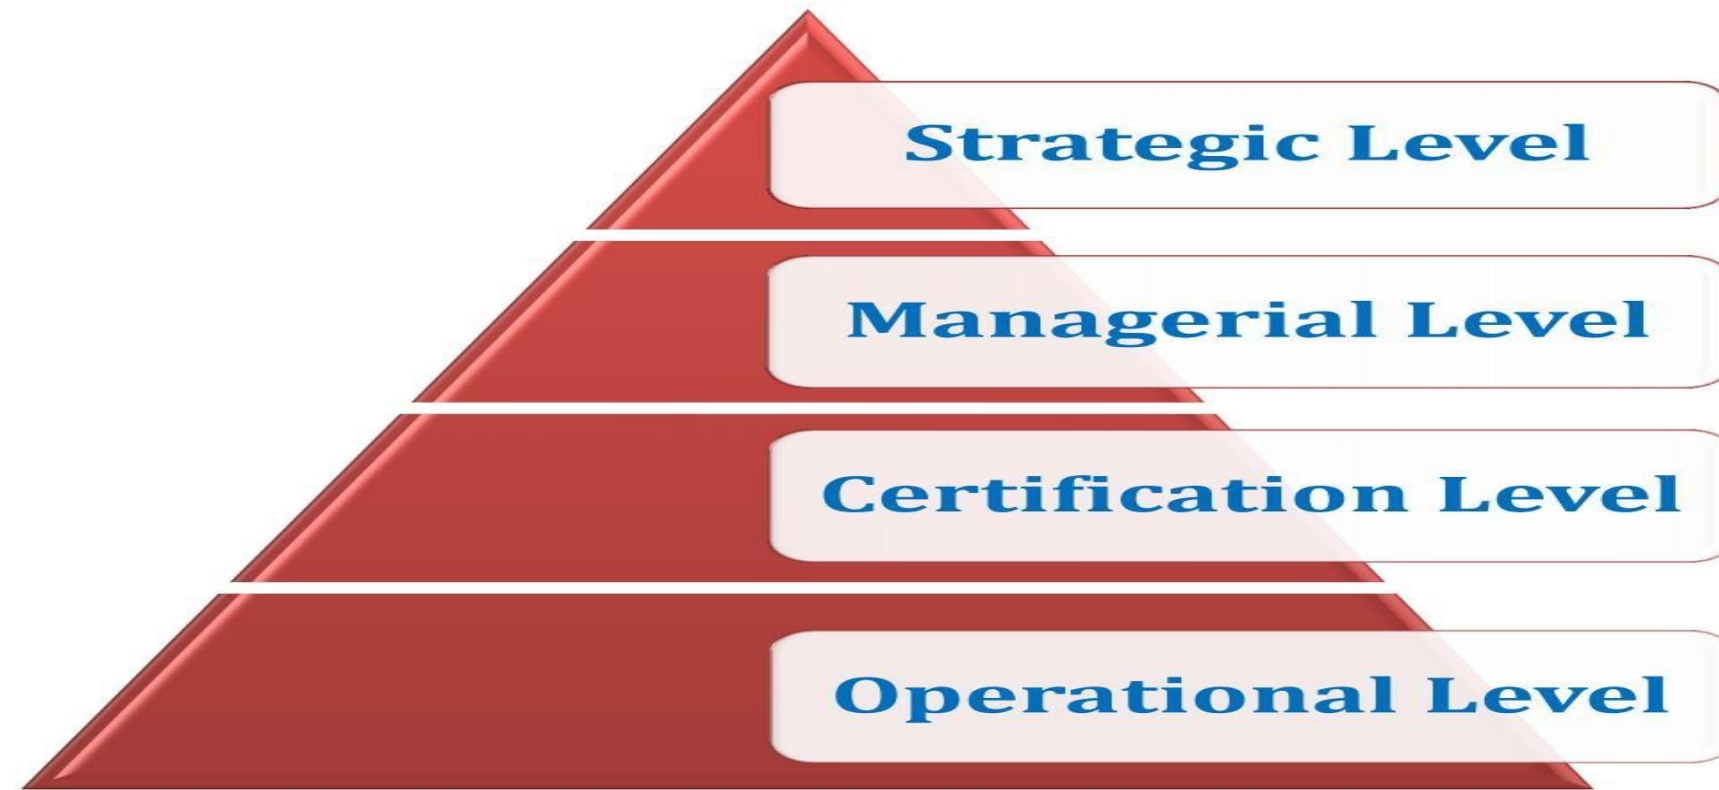 Strategic Level
Managerial Level
Certification Level
Operational Level